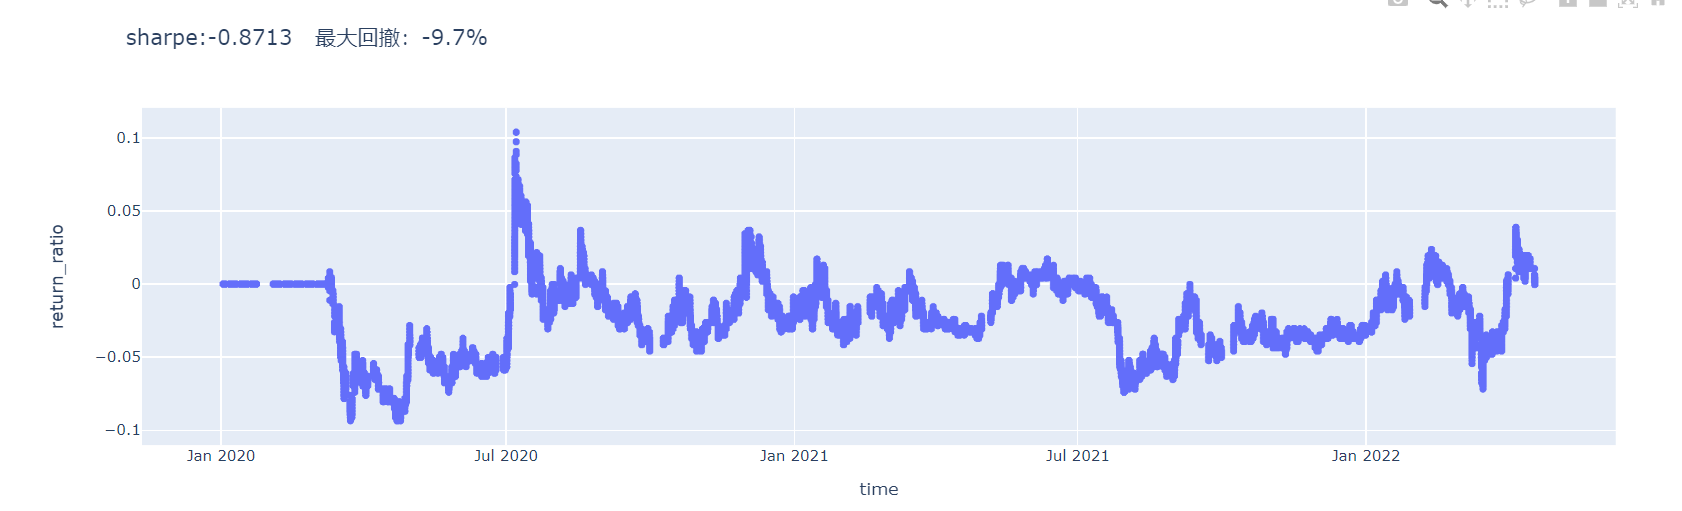 sharpe:-0.8713 最大回撤: -9.7%
0.1
0.05
0
−0.05
−0.1
return_ratio
Jan 2020 Jul 2020 Jan 2021 Jul 2021 Jan 2022
time